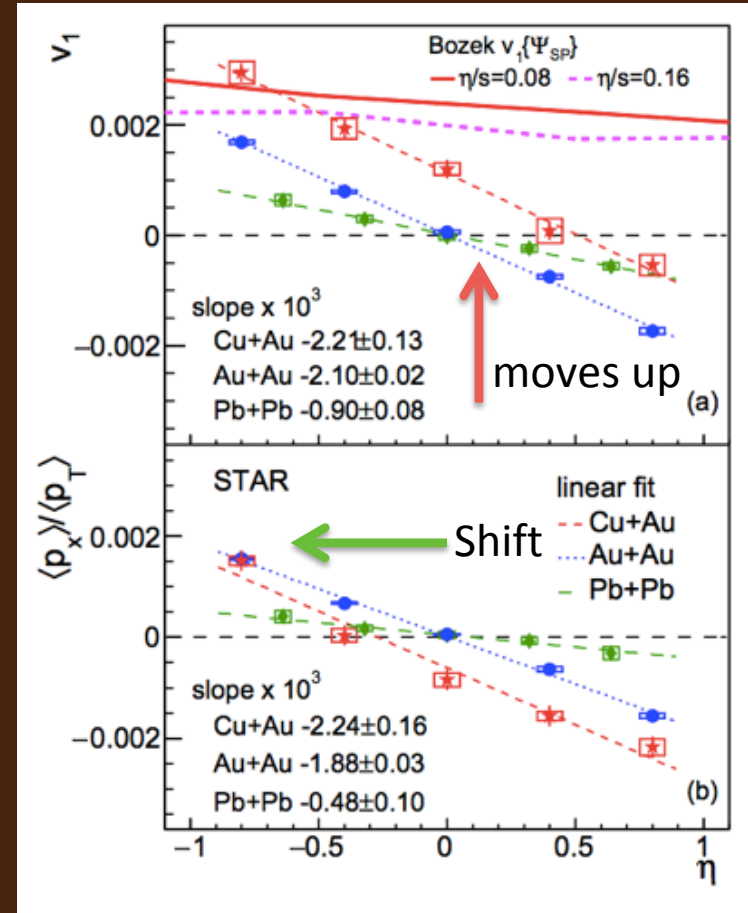 v₁
Bozek v₁{Ψ_SP}
η/s=0.08 η/s=0.16
0.002
0
−0.002
slope x 10³
Cu+Au -2.21±0.13
Au+Au -2.10±0.02
Pb+Pb -0.90±0.08
moves up
(a)
⟨p_x⟩/⟨p_T⟩
STAR
linear fit
Cu+Au
Au+Au
Pb+Pb
Shift
0.002
0
−0.002
slope x 10³
Cu+Au -2.24±0.16
Au+Au -1.88±0.03
Pb+Pb -0.48±0.10
(b)
−1 −0.5 0 0.5 1
η